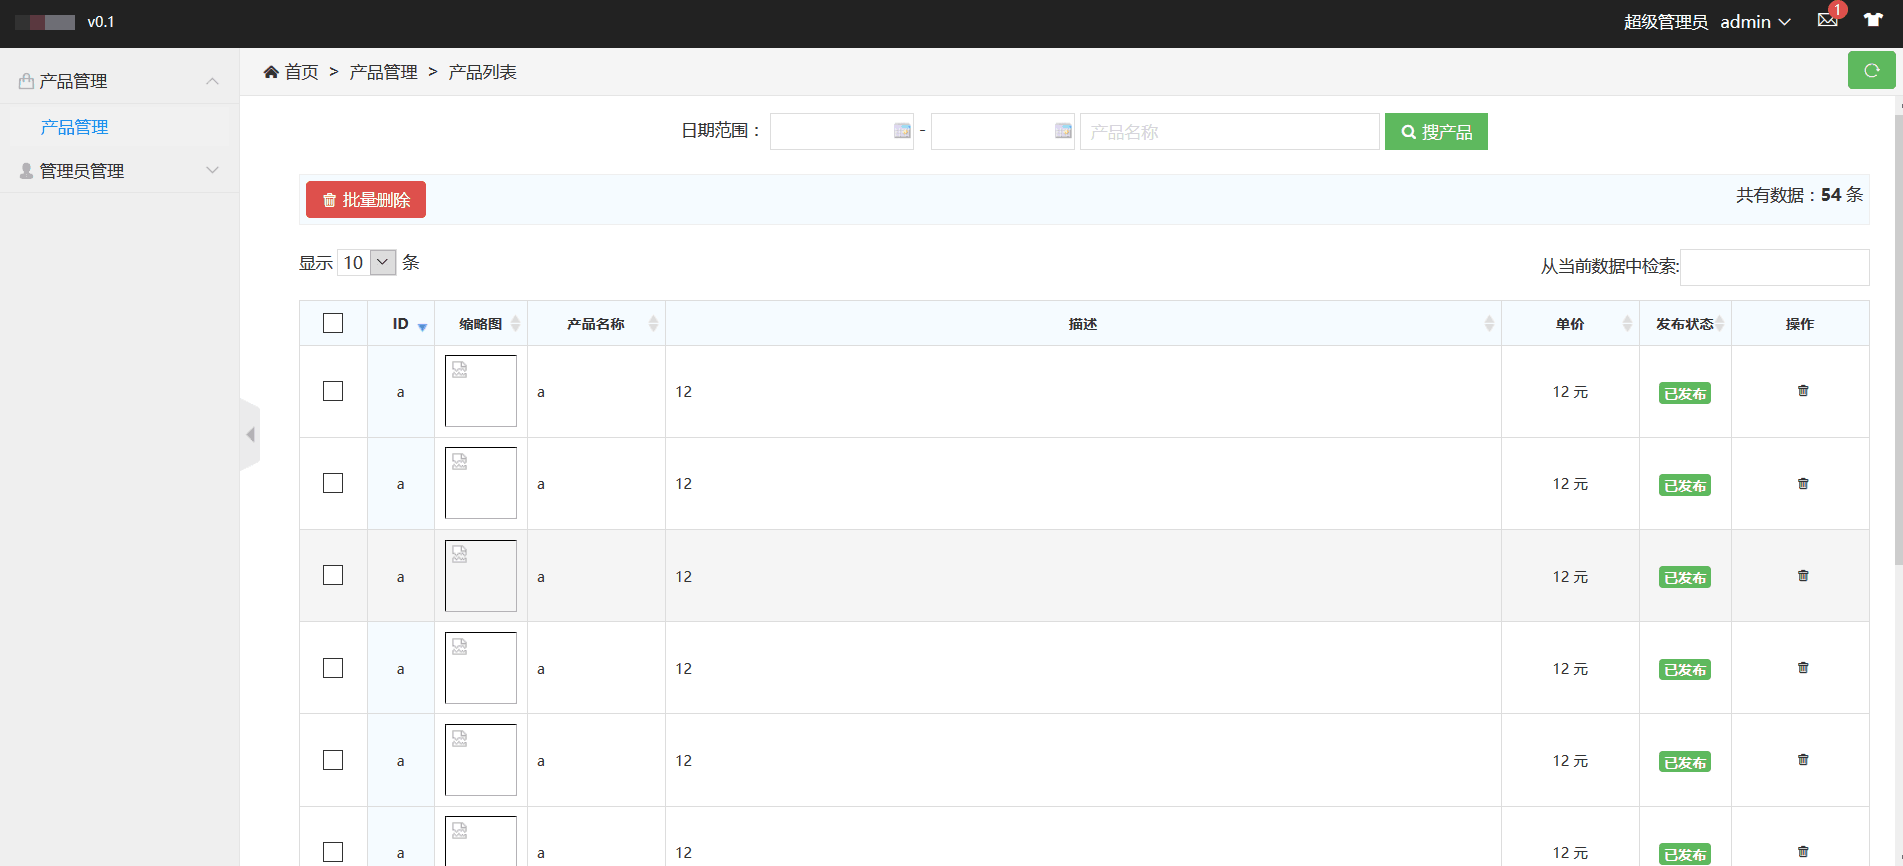 v0.1
超级管理员 admin
1
产品管理
产品管理
管理员管理
首页 > 产品管理 > 产品列表
日期范围： - 产品名称 搜产品
批量删除
共有数据：54 条
显示 10 条
从当前数据中检索:
ID 缩略图 产品名称 描述 单价 发布状态 操作
a a 12 12 元 已发布
a a 12 12 元 已发布
a a 12 12 元 已发布
a a 12 12 元 已发布
a a 12 12 元 已发布
a a 12 12 元 已发布